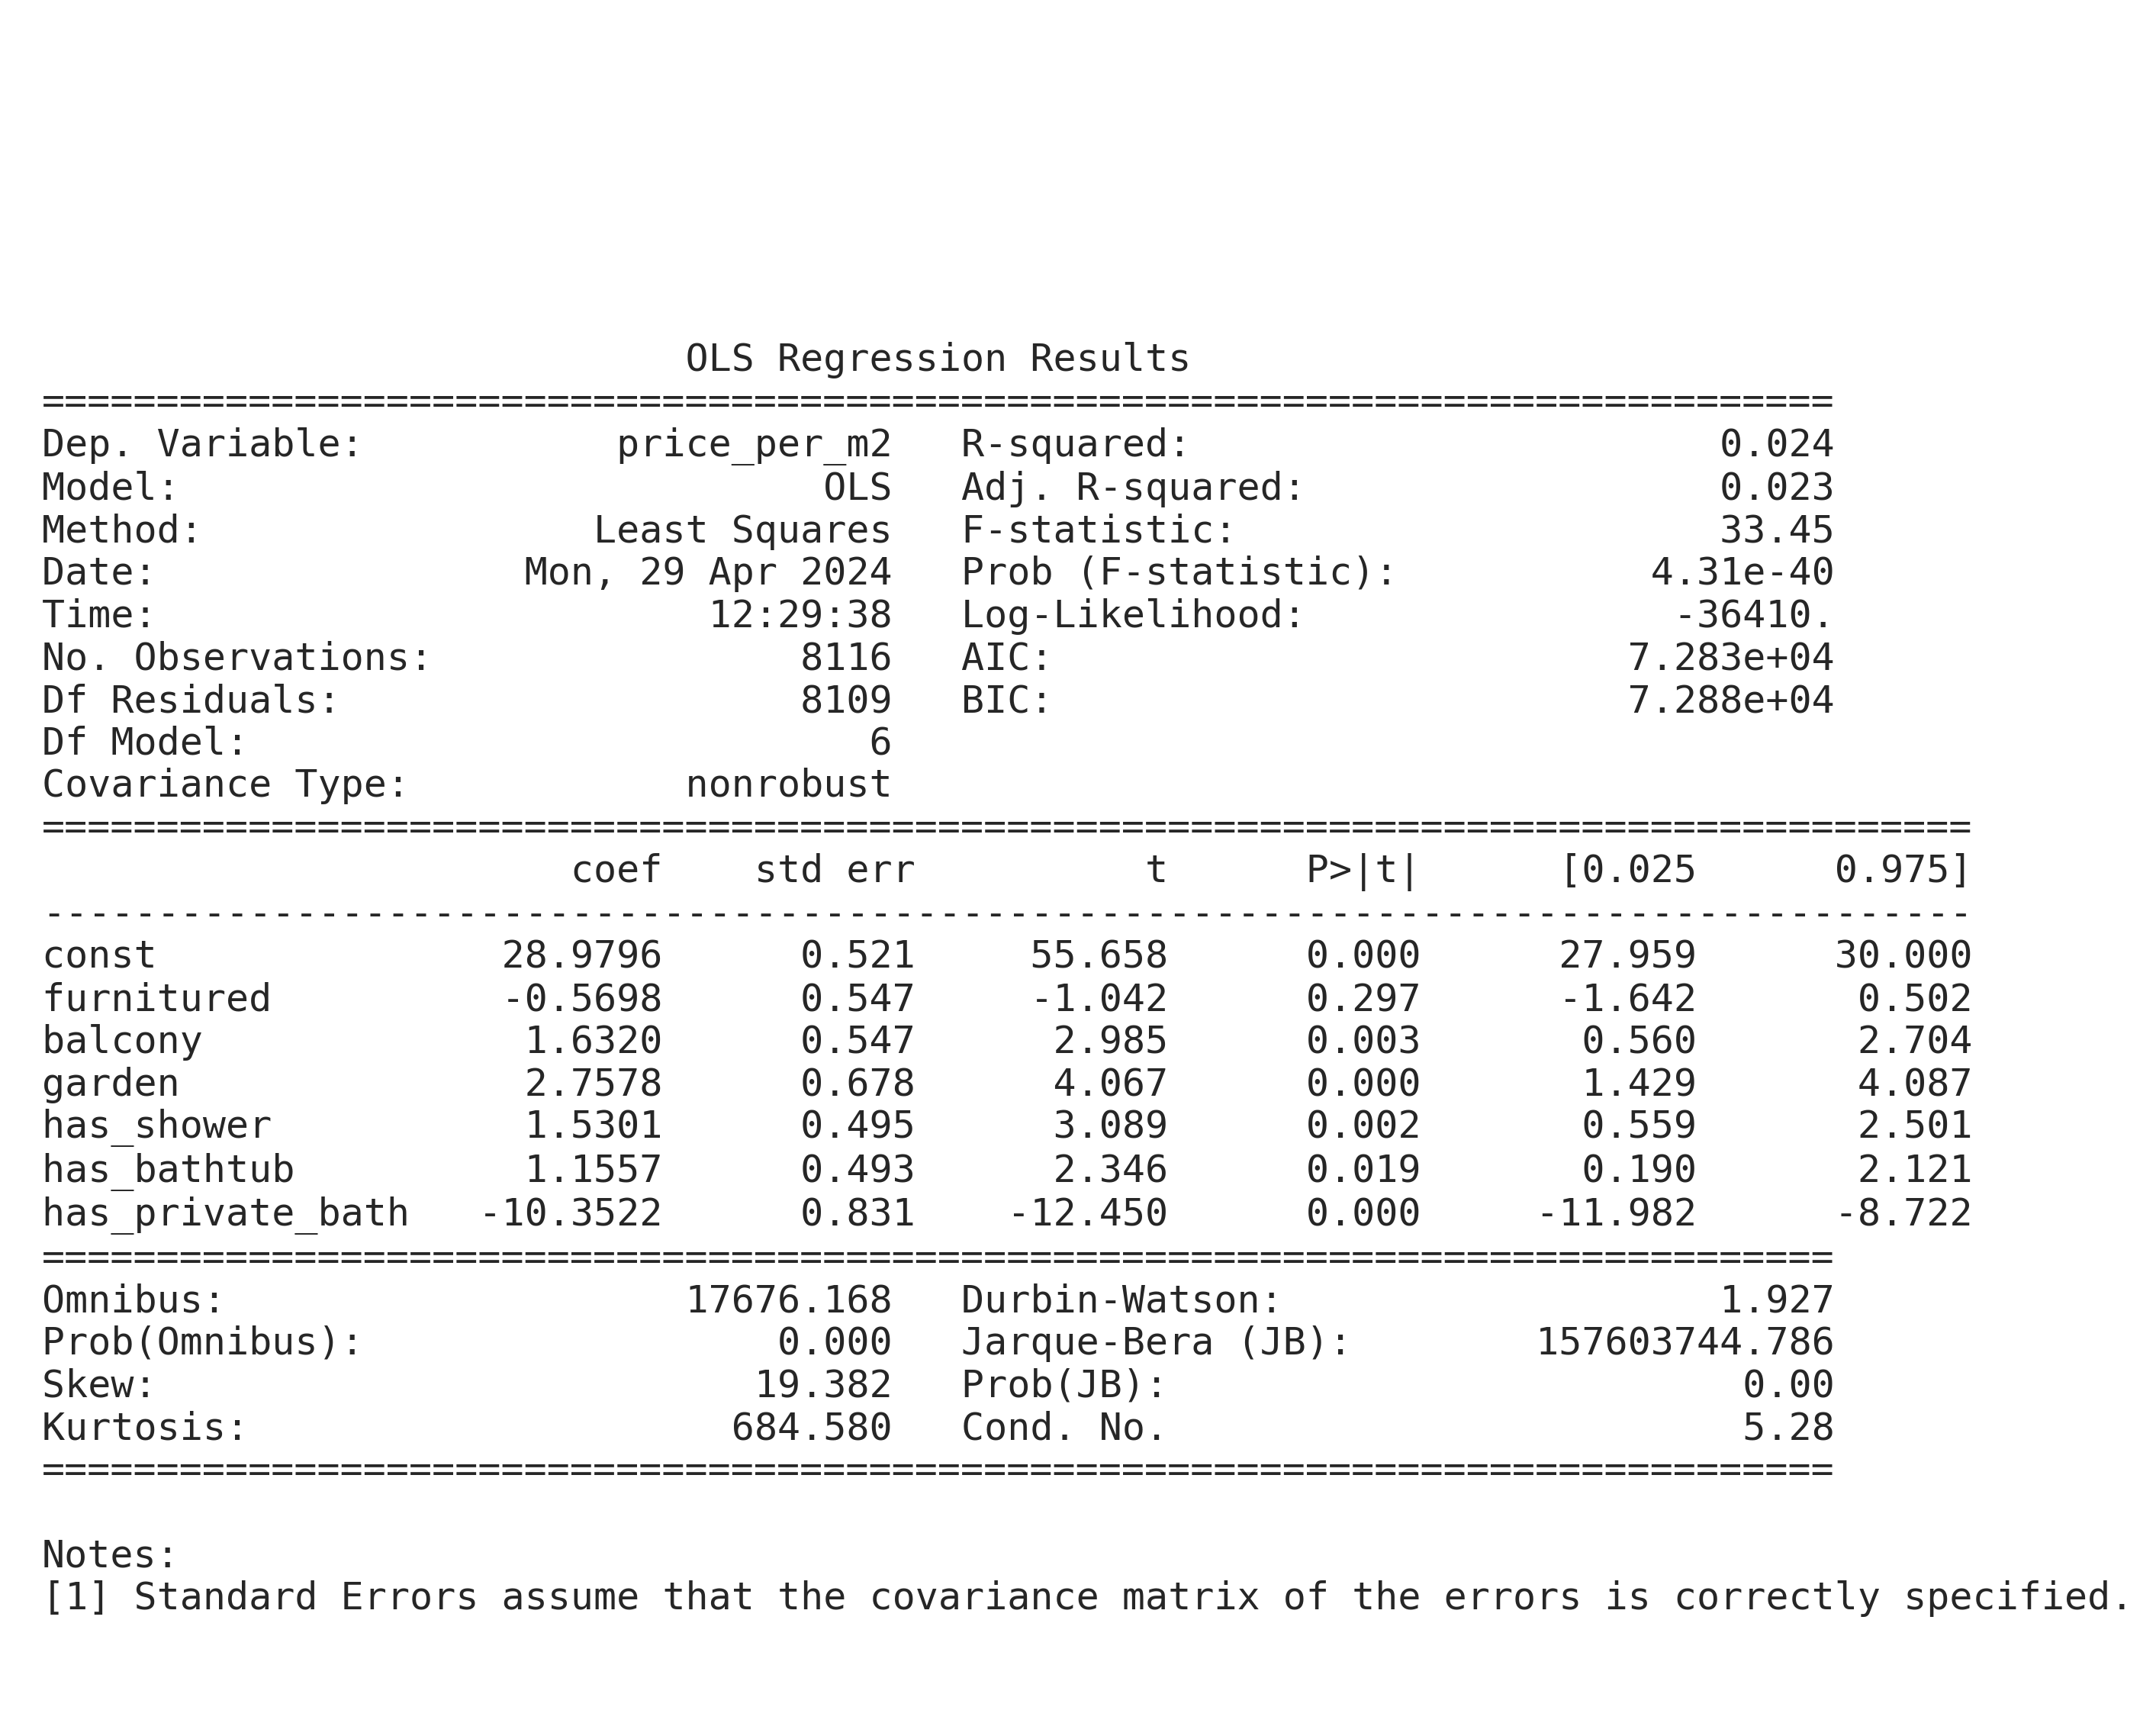 OLS Regression Results
==============================================================================
Dep. Variable:           price_per_m2   R-squared:                       0.024
Model:                            OLS   Adj. R-squared:                  0.023
Method:                 Least Squares   F-statistic:                     33.45
Date:                Mon, 29 Apr 2024   Prob (F-statistic):           4.31e-40
Time:                        12:29:38   Log-Likelihood:                -36410.
No. Observations:                8116   AIC:                         7.283e+04
Df Residuals:                    8109   BIC:                         7.288e+04
Df Model:                           6
Covariance Type:            nonrobust
====================================================================================
                       coef    std err          t      P>|t|      [0.025      0.975]
------------------------------------------------------------------------------------
const               28.9796      0.521     55.658      0.000      27.959      30.000
furnitured          -0.5698      0.547     -1.042      0.297      -1.642       0.502
balcony              1.6320      0.547      2.985      0.003       0.560       2.704
garden               2.7578      0.678      4.067      0.000       1.429       4.087
has_shower           1.5301      0.495      3.089      0.002       0.559       2.501
has_bathtub          1.1557      0.493      2.346      0.019       0.190       2.121
has_private_bath   -10.3522      0.831    -12.450      0.000     -11.982      -8.722
==============================================================================
Omnibus:                    17676.168   Durbin-Watson:                   1.927
Prob(Omnibus):                  0.000   Jarque-Bera (JB):        157603744.786
Skew:                          19.382   Prob(JB):                         0.00
Kurtosis:                     684.580   Cond. No.                         5.28
==============================================================================

Notes:
[1] Standard Errors assume that the covariance matrix of the errors is correctly specified.